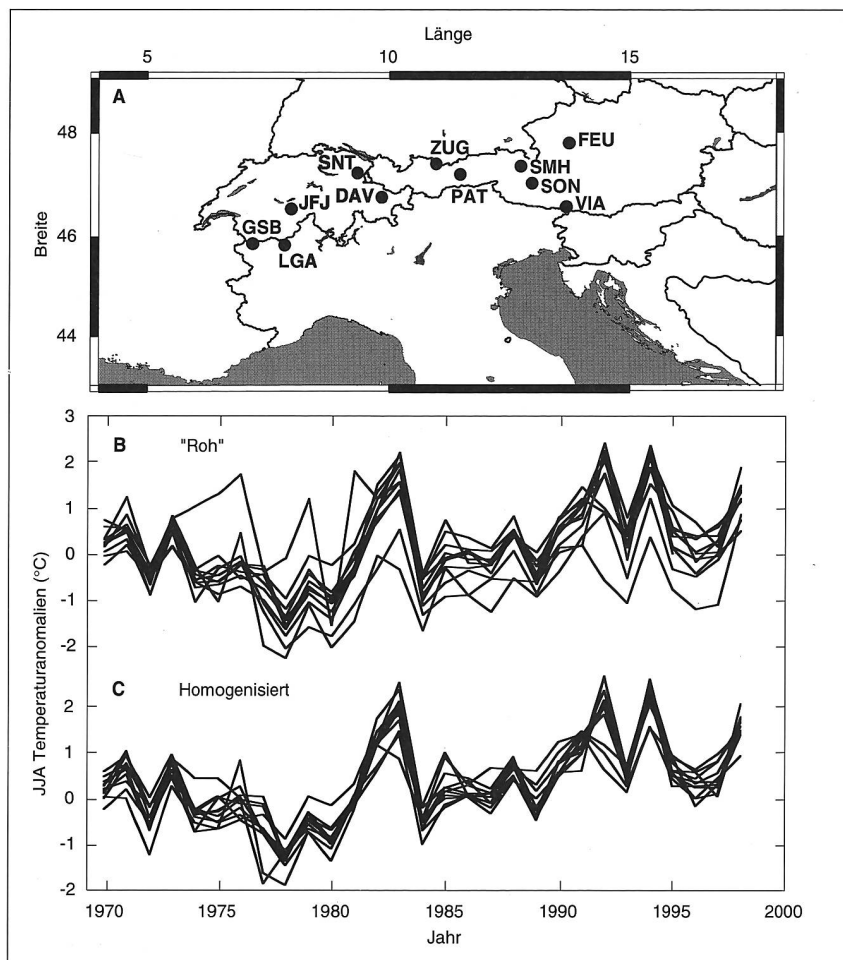 Länge
5 10 15
A
48
46
44
Breite
ZUG
FEU
SNT
SMH
SON
DAV
PAT
VIA
JFJ
GSB
LGA
B "Roh"
3
2
1
0
-1
-2
JJA Temperaturanomalien (°C)
C Homogenisiert
2
1
0
-1
-2
1970 1975 1980 1985 1990 1995 2000
Jahr